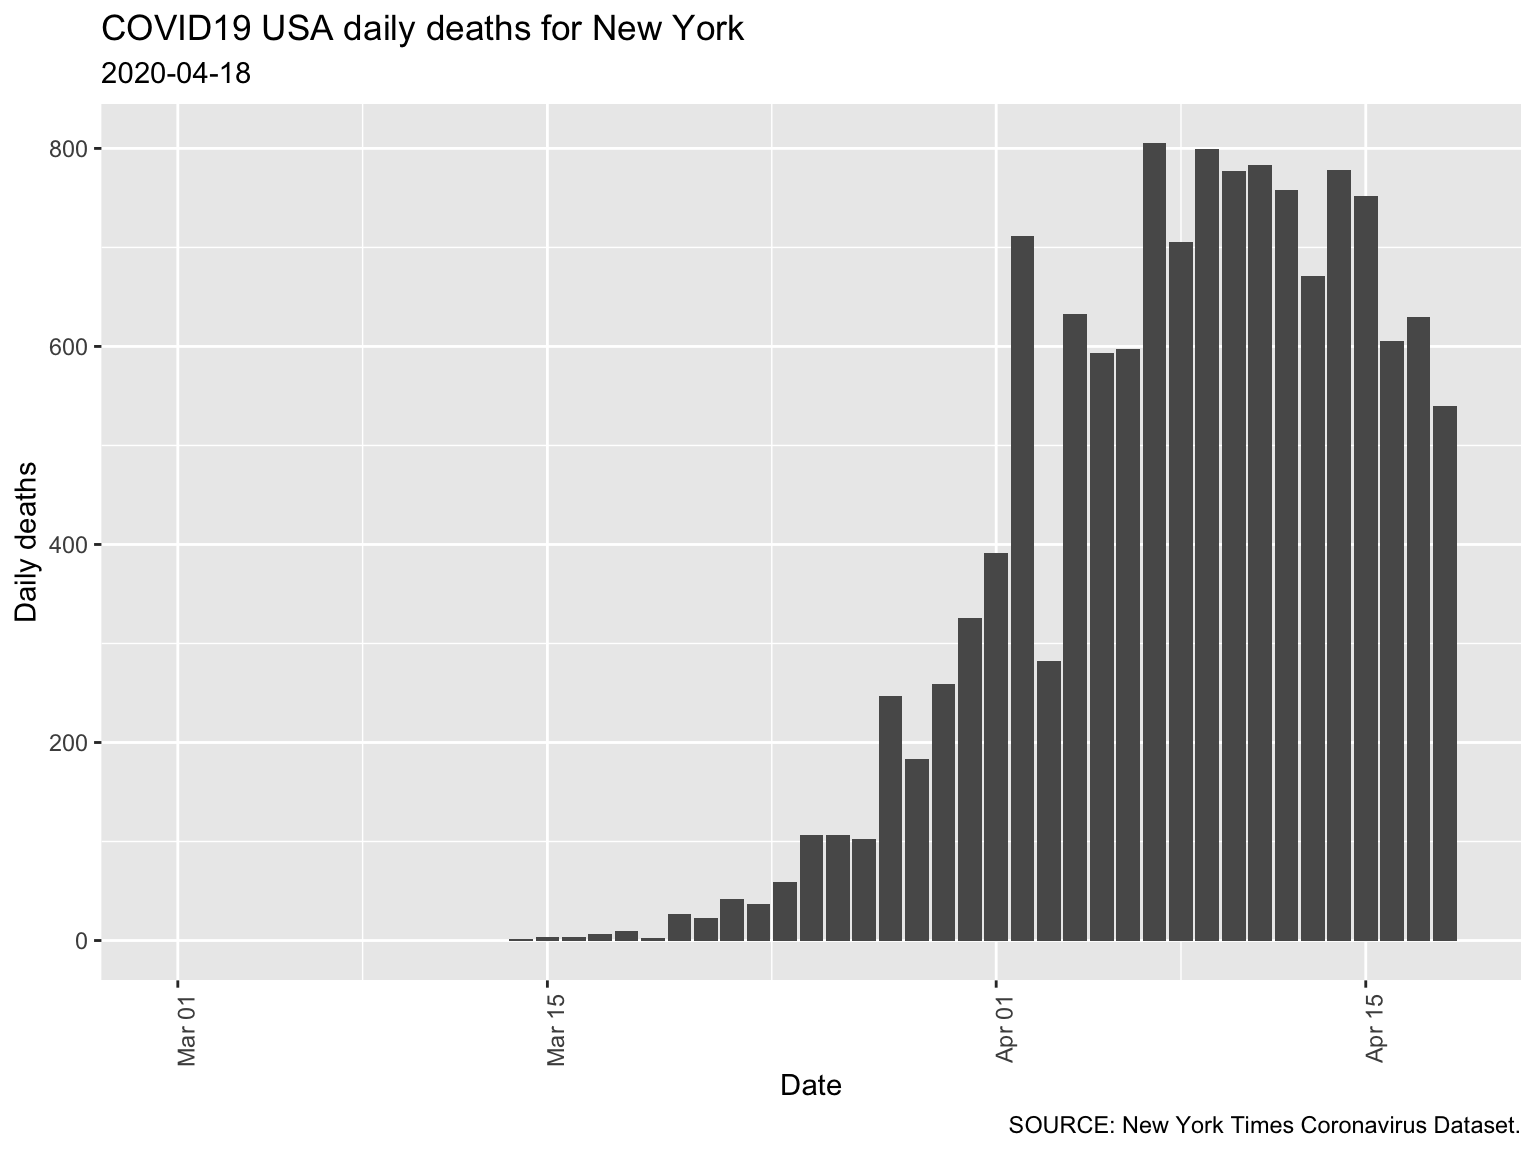 COVID19 USA daily deaths for New York
2020-04-18
Daily deaths
800
600
400
200
0
Mar 01
Mar 15
Apr 01
Apr 15
Date
SOURCE: New York Times Coronavirus Dataset.